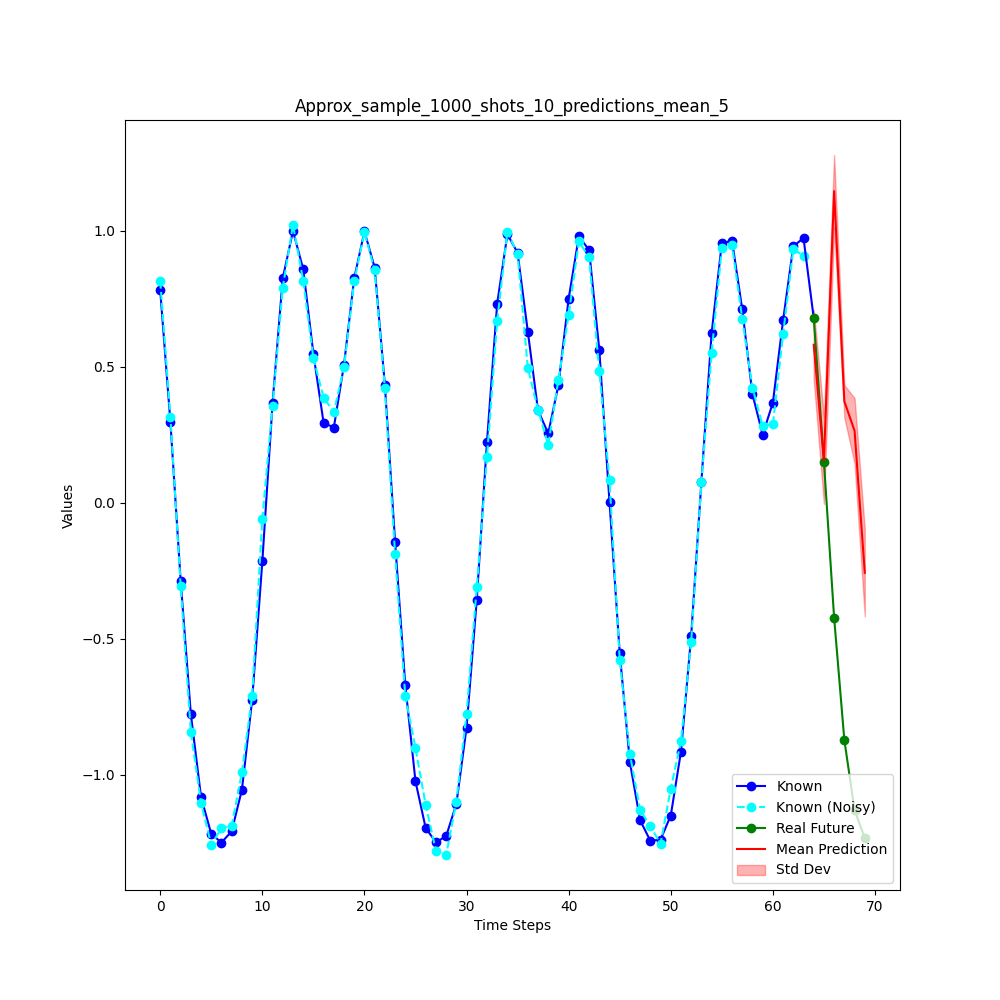 Approx_sample_1000_shots_10_predictions_mean_5
Values
1.0
0.5
0.0
−0.5
−1.0
0 10 20 30 40 50 60 70
Time Steps
Known
Known (Noisy)
Real Future
Mean Prediction
Std Dev